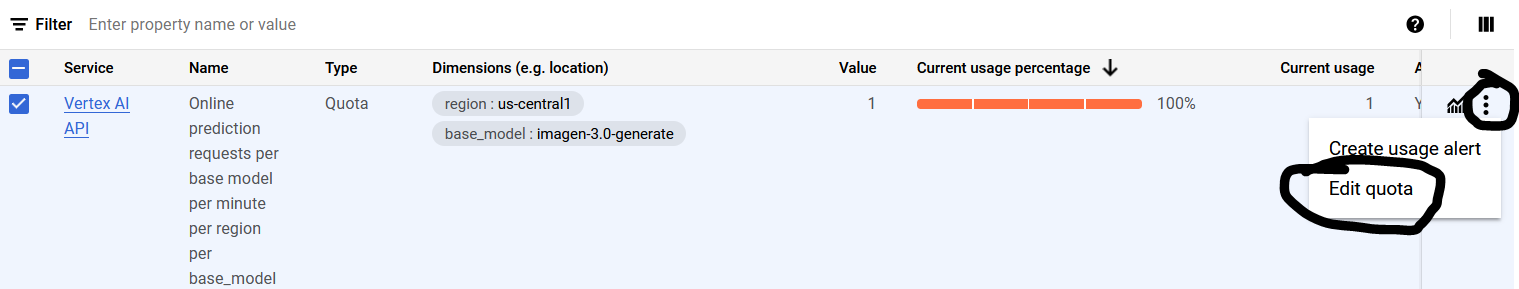 Filter Enter property name or value
Service Name Type Dimensions (e.g. location) Value Current usage percentage Current usage A
Vertex AI Online Quota region : us-central1 1 100% 1 Y
API prediction base_model : imagen-3.0-generate
requests per Create usage alert
base model
per minute Edit quota
per region
per
base_model